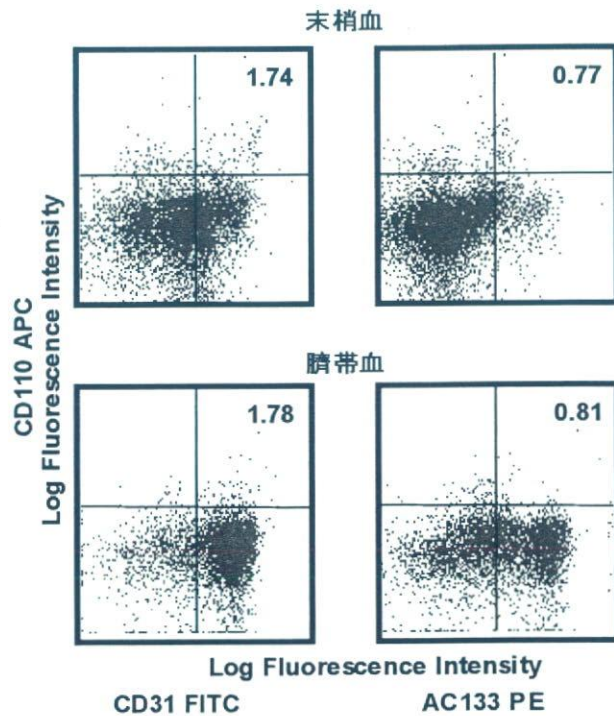 末梢血
1.74
0.77
CD110 APC
Log Fluorescence Intensity
臍帯血
1.78
0.81
Log Fluorescence Intensity
CD31 FITC
AC133 PE